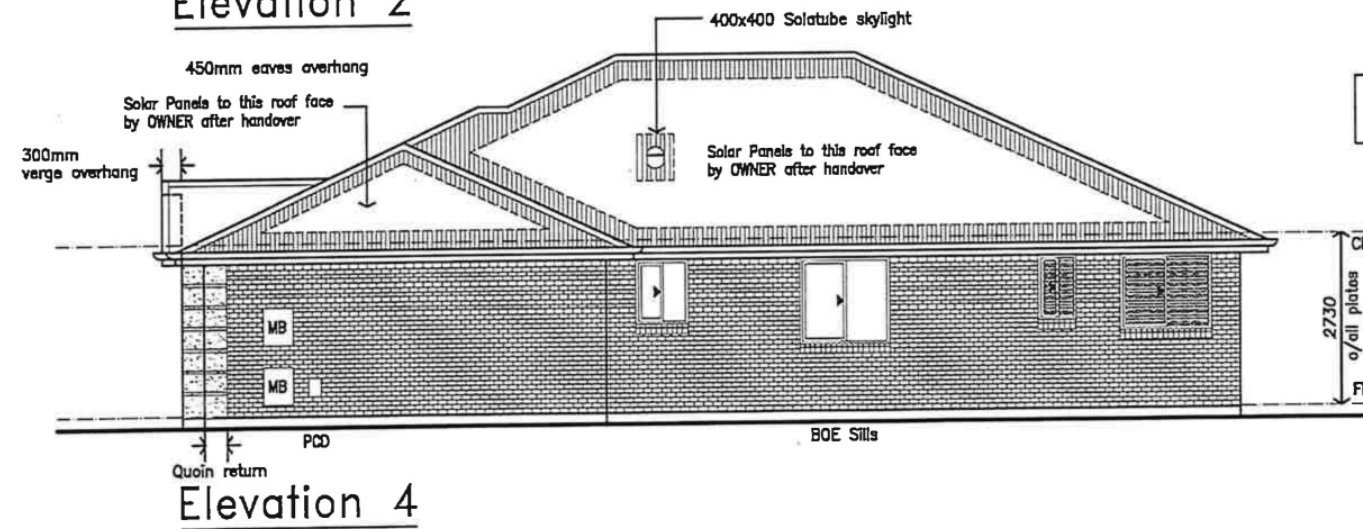 Elevation 2
400x400 Solatube skylight
450mm eaves overhang
Solar Panels to this roof face
by OWNER after handover
300mm
verge overhang
Solar Panels to this roof face
by OWNER after handover
MB
MB
2730
o/all plates
PCD
BOE Sills
Quoin return
Elevation 4